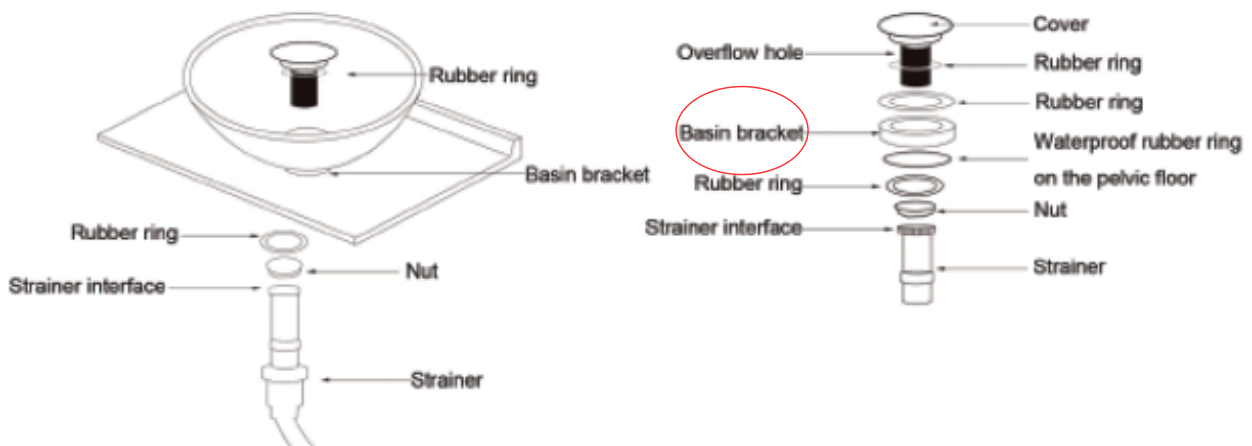 Rubber ring
Basin bracket
Rubber ring
Nut
Strainer interface
Strainer
Cover
Overflow hole
Rubber ring
Rubber ring
Basin bracket
Waterproof rubber ring
on the pelvic floor
Rubber ring
Nut
Strainer interface
Strainer